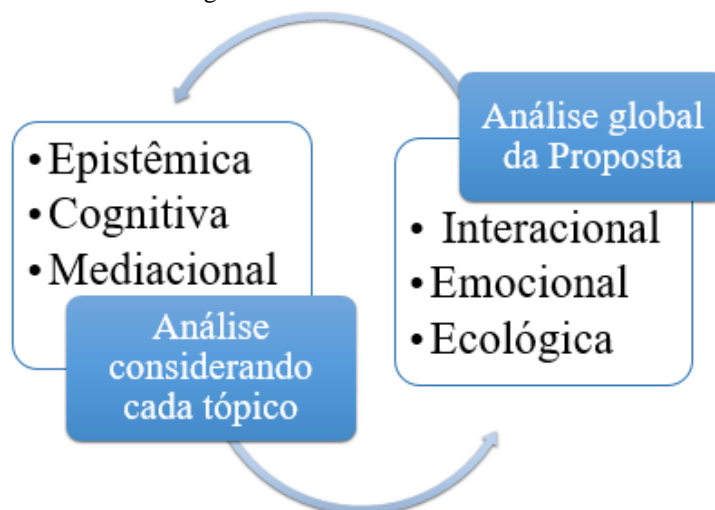 • Epistêmica
• Cognitiva
• Mediacional
Análise
considerando
cada tópico
Análise global
da Proposta
• Interacional
• Emocional
• Ecológica